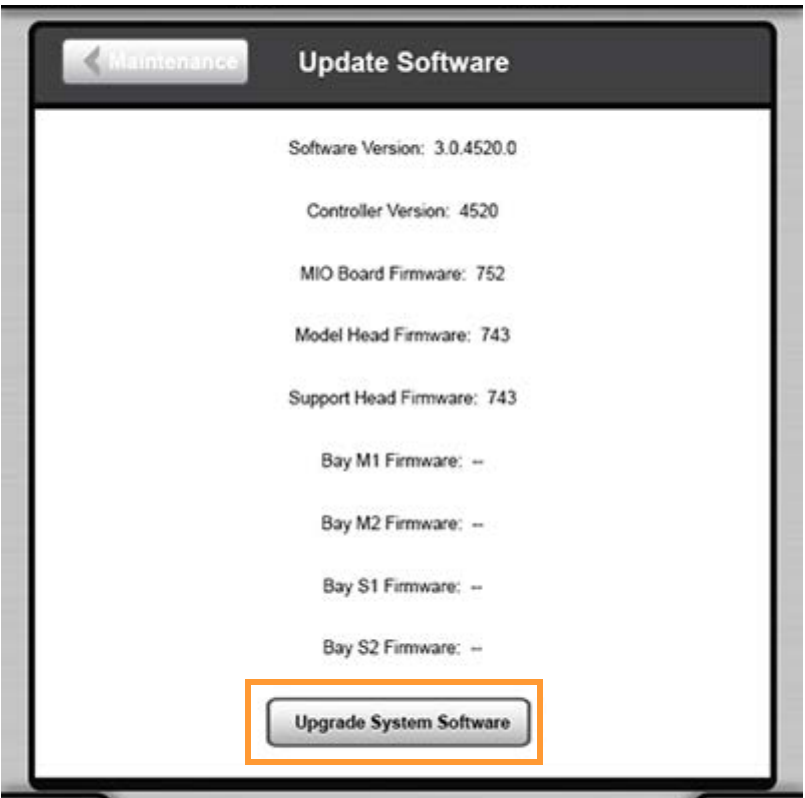 Maintenance
Update Software
Software Version: 3.0.4520.0
Controller Version: 4520
MIO Board Firmware: 752
Model Head Firmware: 743
Support Head Firmware: 743
Bay M1 Firmware: --
Bay M2 Firmware: --
Bay S1 Firmware: --
Bay S2 Firmware: --
Upgrade System Software